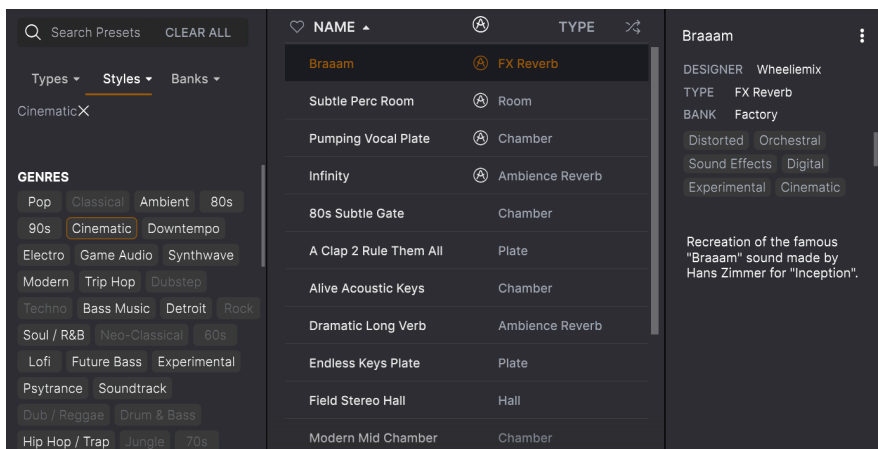 Search Presets CLEAR ALL
Types Styles Banks
Cinematic
GENRES
Pop Classical Ambient 80s
90s Cinematic Downtempo
Electro Game Audio Synthwave
Modern Trip Hop Dubstep
Techno Bass Music Detroit Rock
Soul / R&B Neo-Classical 60s
Lofi Future Bass Experimental
Psytrance Soundtrack
Dub / Reggae Drum & Bass
Hip Hop / Trap Jungle 70s
NAME TYPE
Braaam FX Reverb
Subtle Perc Room Room
Pumping Vocal Plate Chamber
Infinity Ambience Reverb
80s Subtle Gate Chamber
A Clap 2 Rule Them All Plate
Alive Acoustic Keys Chamber
Dramatic Long Verb Ambience Reverb
Endless Keys Plate Plate
Field Stereo Hall Hall
Modern Mid Chamber Chamber
Braaam
DESIGNER Wheeliemix
TYPE FX Reverb
BANK Factory
Distorted Orchestral
Sound Effects Digital
Experimental Cinematic
Recreation of the famous
"Braaam" sound made by
Hans Zimmer for "Inception".